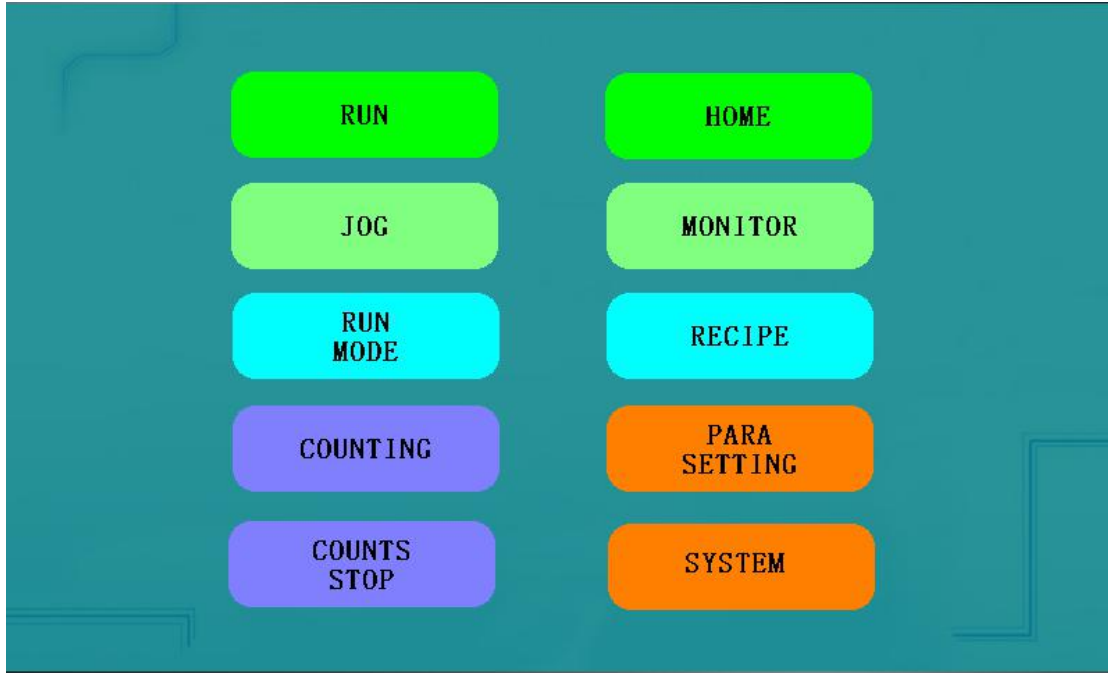 RUN
HOME
JOG
MONITOR
RUN
MODE
RECIPE
COUNTING
PARA
SETTING
COUNTS
STOP
SYSTEM